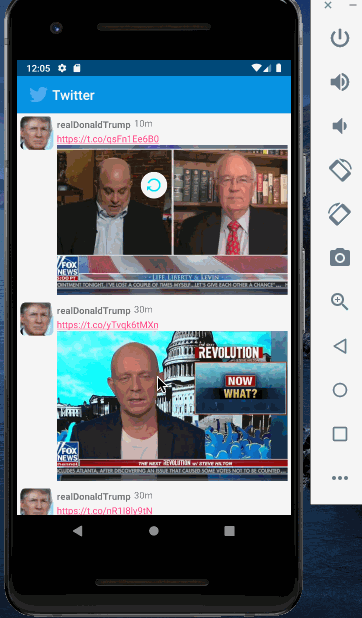 12:05
Twitter
realDonaldTrump 10m
https://t.co/qsFn1Ee6B0
FOX
NEWS
LIFE, LIBERTY & LEVIN
OINTMENT TONIGHT. I'VE LOST A COUPLE OF TIMES MYSELF...LET'S GIVE EACH OTHER A CHANCE"
realDonaldTrump 30m
https://t.co/yTvqk6tMXn
REVOLUTION
NOW
WHAT?
FOX
NEWS
channel
THE NEXT REVOLUTION w/ STEVE HILTON
CLUDES ATLANTA, AFTER DISCOVERING AN ISSUE THAT CAUSED SOME VOTES NOT TO BE COUNTED
realDonaldTrump 30m
https://t.co/nR1I8Iy9tN